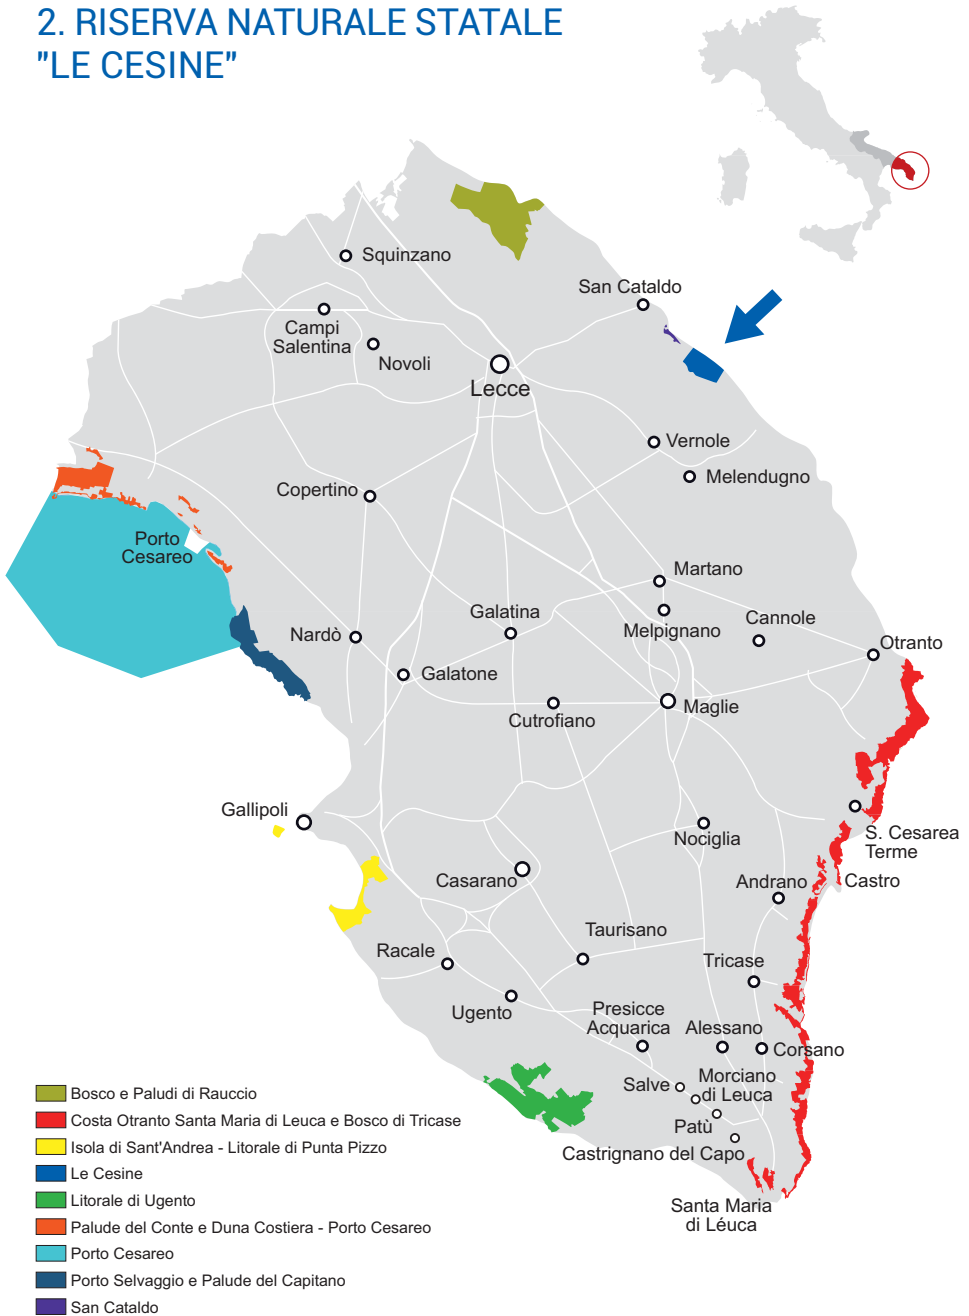 2. RISERVA NATURALE STATALE
"LE CESINE"
Squinzano
San Cataldo
Campi
Salentina
Novoli
Lecce
Vernole
Melendugno
Copertino
Porto
Cesareo
Martano
Galatina
Melpignano
Cannole
Nardò
Otranto
Galatone
Cutrofiano
Maglie
Gallipoli
Nociglia
S. Cesarea
Terme
Casarano
Andrano
Castro
Taurisano
Racale
Tricase
Ugento
Presicce
Acquarica
Alessano
Corsano
Salve
Morciano
di Leuca
Patù
Castrignano del Capo
Santa Maria
di Léuca
Bosco e Paludi di Rauccio
Costa Otranto Santa Maria di Leuca e Bosco di Tricase
Isola di Sant'Andrea - Litorale di Punta Pizzo
Le Cesine
Litorale di Ugento
Palude del Conte e Duna Costiera - Porto Cesareo
Porto Cesareo
Porto Selvaggio e Palude del Capitano
San Cataldo